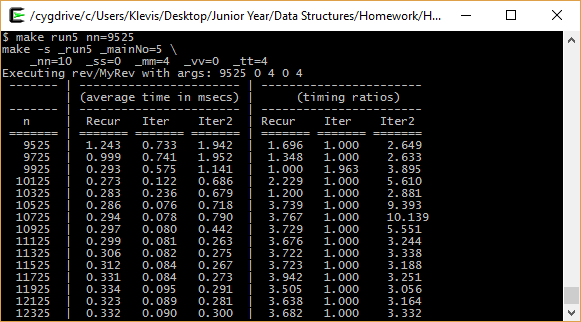 /cygdrive/c/Users/Klevis/Desktop/Junior Year/Data Structures/Homework/H...
$ make run5 nn=9525
make -s _run5 _mainNo=5 \
    _nn=10  _ss=0  _mm=4  _vv=0  _tt=4
Executing rev/MyRev with args: 9525 0 4 0 4
------- | ---------------------- | ----------------------
        | (average time in msecs) |    (timing ratios)
------- | ---------------------- | ----------------------
   n    |  Recur   Iter   Iter2  |  Recur   Iter   Iter2
======= | ======= ====== ======= | ======= ====== =======
   9525 |  1.243  0.733  1.942 |  1.696  1.000  2.649
   9725 |  0.999  0.741  1.952 |  1.348  1.000  2.633
   9925 |  0.293  0.575  1.141 |  1.000  1.963  3.895
  10125 |  0.273  0.122  0.686 |  2.229  1.000  5.610
  10325 |  0.283  0.236  0.679 |  1.200  1.000  2.881
  10525 |  0.286  0.076  0.718 |  3.739  1.000  9.393
  10725 |  0.294  0.078  0.790 |  3.767  1.000  10.139
  10925 |  0.297  0.080  0.442 |  3.729  1.000  5.551
  11125 |  0.299  0.081  0.263 |  3.676  1.000  3.244
  11325 |  0.306  0.082  0.275 |  3.722  1.000  3.338
  11525 |  0.312  0.084  0.267 |  3.723  1.000  3.188
  11725 |  0.331  0.084  0.273 |  3.942  1.000  3.251
  11925 |  0.334  0.095  0.291 |  3.505  1.000  3.056
  12125 |  0.323  0.089  0.281 |  3.638  1.000  3.164
  12325 |  0.332  0.090  0.300 |  3.682  1.000  3.332